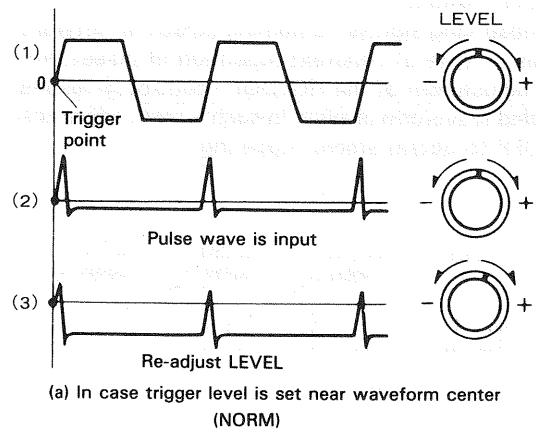 LEVEL
(1)
0
Trigger
point
- +
(2)
Pulse wave is input
- +
(3)
Re-adjust LEVEL
- +
(a) In case trigger level is set near waveform center
(NORM)